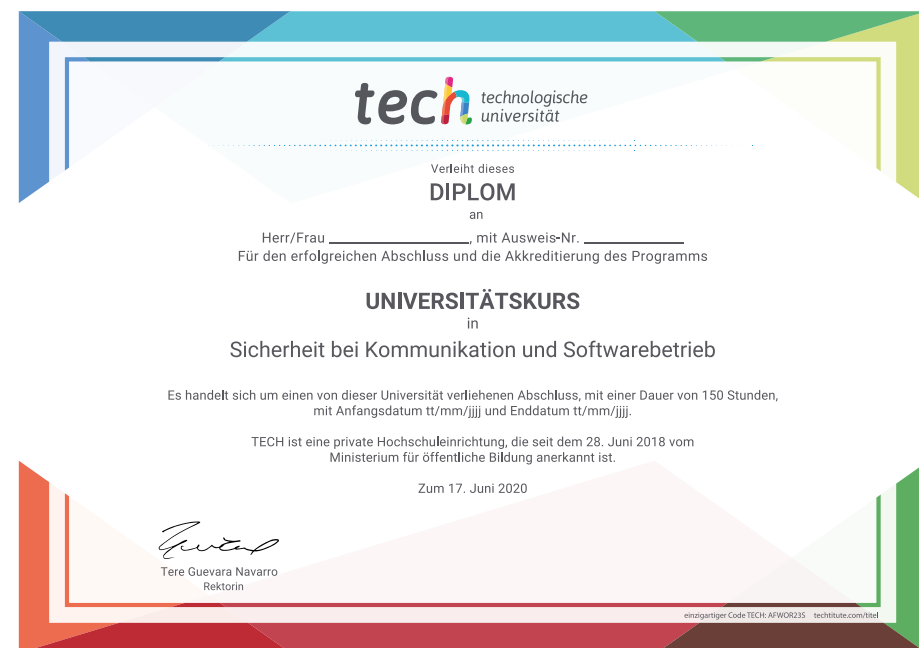 tech technologische
universität
Verleiht dieses
DIPLOM
an
Herr/Frau ____________________, mit Ausweis-Nr. ______________
Für den erfolgreichen Abschluss und die Akkreditierung des Programms
UNIVERSITÄTSKURS
in
Sicherheit bei Kommunikation und Softwarebetrieb
Es handelt sich um einen von dieser Universität verliehenen Abschluss, mit einer Dauer von 150 Stunden,
mit Anfangsdatum tt/mm/jjjj und Enddatum tt/mm/jjjj.
TECH ist eine private Hochschuleinrichtung, die seit dem 28. Juni 2018 vom
Ministerium für öffentliche Bildung anerkannt ist.
Zum 17. Juni 2020
Tere Guevara Navarro
Rektorin
einzigartiger Code TECH: AFWOR23S techtitute.com/titel